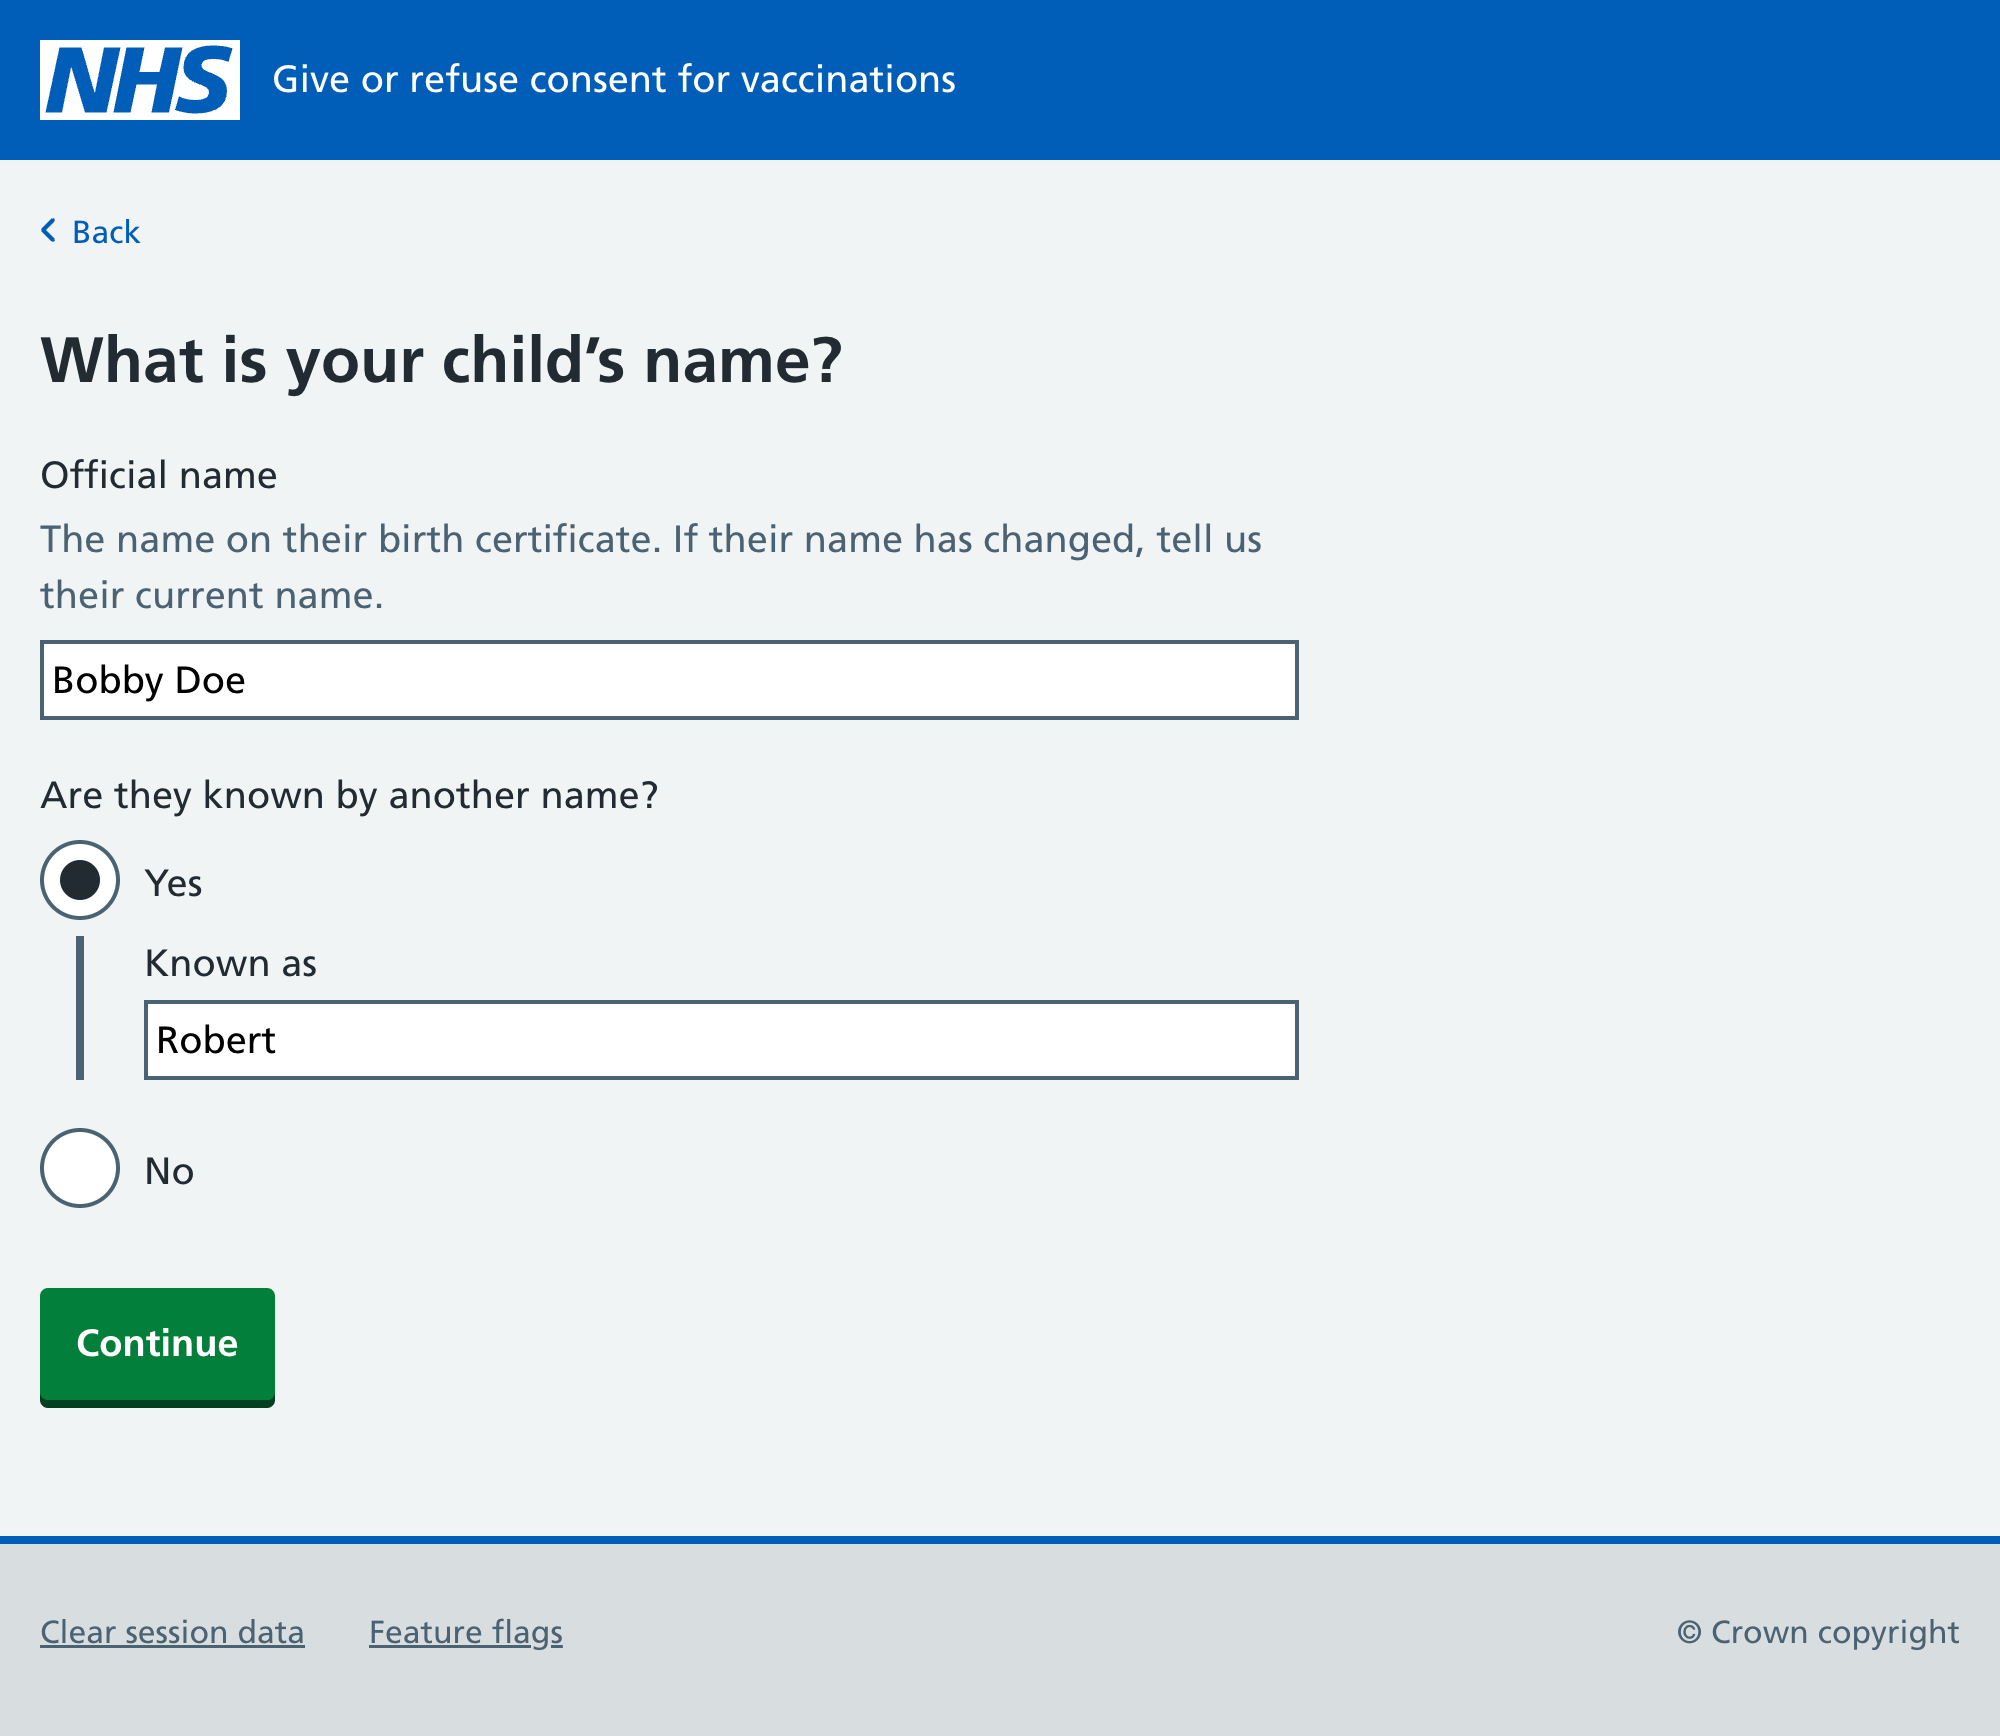 NHS
Give or refuse consent for vaccinations
Back
What is your child’s name?
Official name
The name on their birth certificate. If their name has changed, tell us
their current name.
Bobby Doe
Are they known by another name?
Yes
Known as
Robert
No
Continue
Clear session data
Feature flags
© Crown copyright